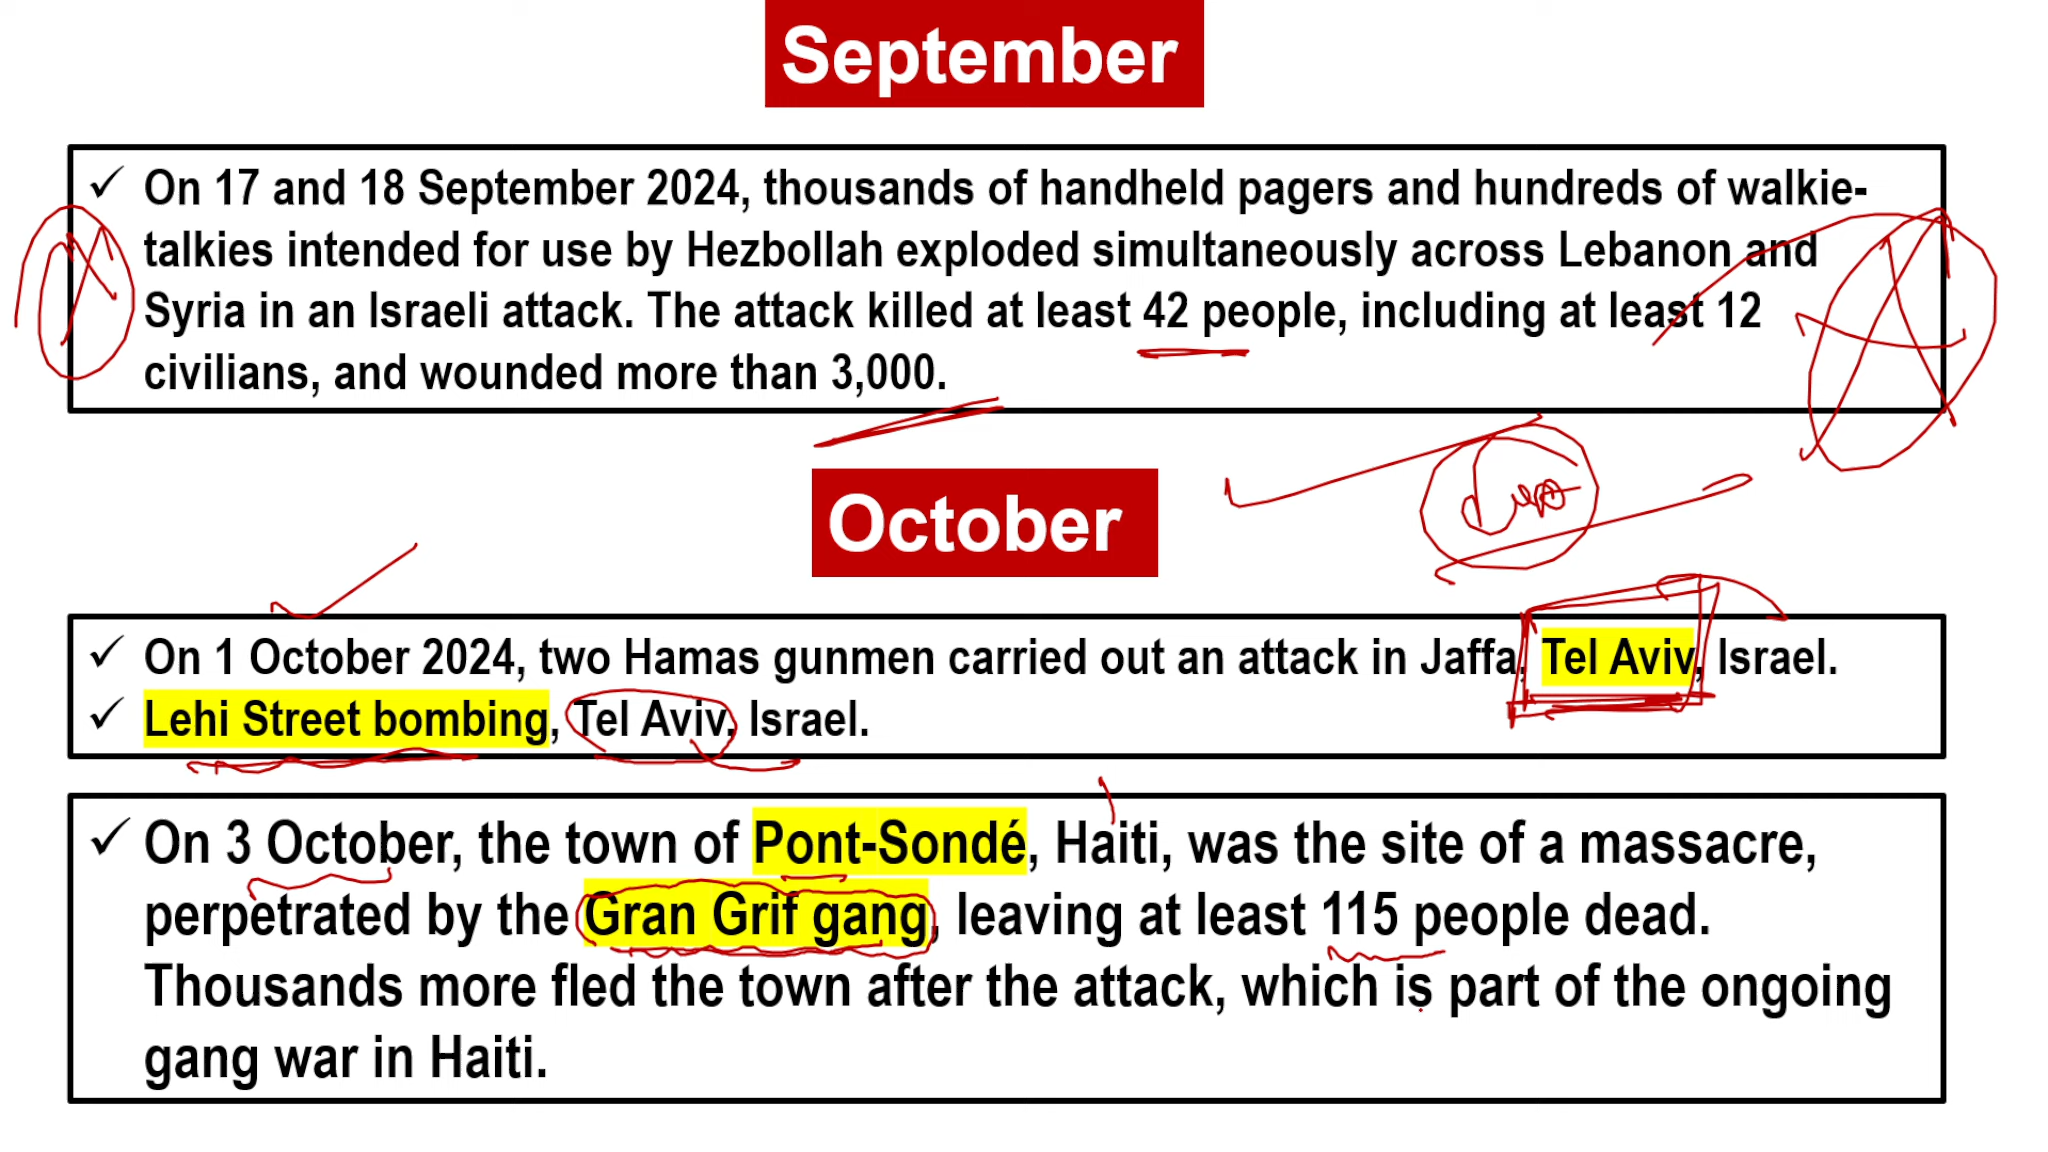 September
✓ On 17 and 18 September 2024, thousands of handheld pagers and hundreds of walkie-
talkies intended for use by Hezbollah exploded simultaneously across Lebanon and
Syria in an Israeli attack. The attack killed at least 42 people, including at least 12
civilians, and wounded more than 3,000.
October
✓ On 1 October 2024, two Hamas gunmen carried out an attack in Jaffa, Tel Aviv, Israel.
✓ Lehi Street bombing, Tel Aviv, Israel.
✓ On 3 October, the town of Pont-Sondé, Haiti, was the site of a massacre,
perpetrated by the Gran Grif gang, leaving at least 115 people dead.
Thousands more fled the town after the attack, which is part of the ongoing
gang war in Haiti.